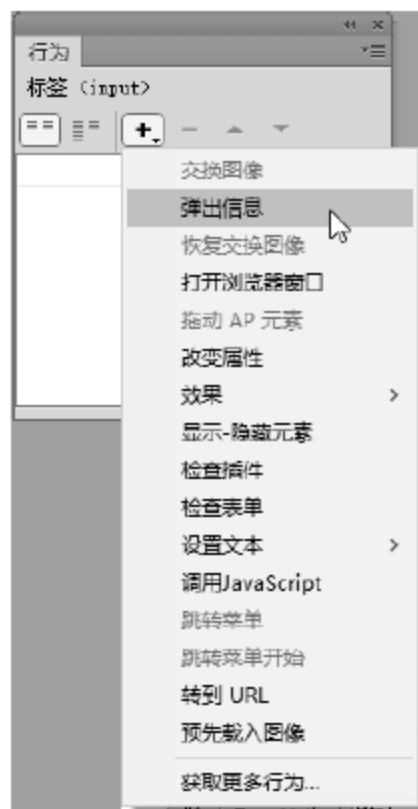 行为
标签 <input>
交换图像
弹出信息
恢复交换图像
打开浏览器窗口
拖动 AP 元素
改变属性
效果
显示-隐藏元素
检查插件
检查表单
设置文本
调用JavaScript
跳转菜单
跳转菜单开始
转到 URL
预先载入图像
获取更多行为...